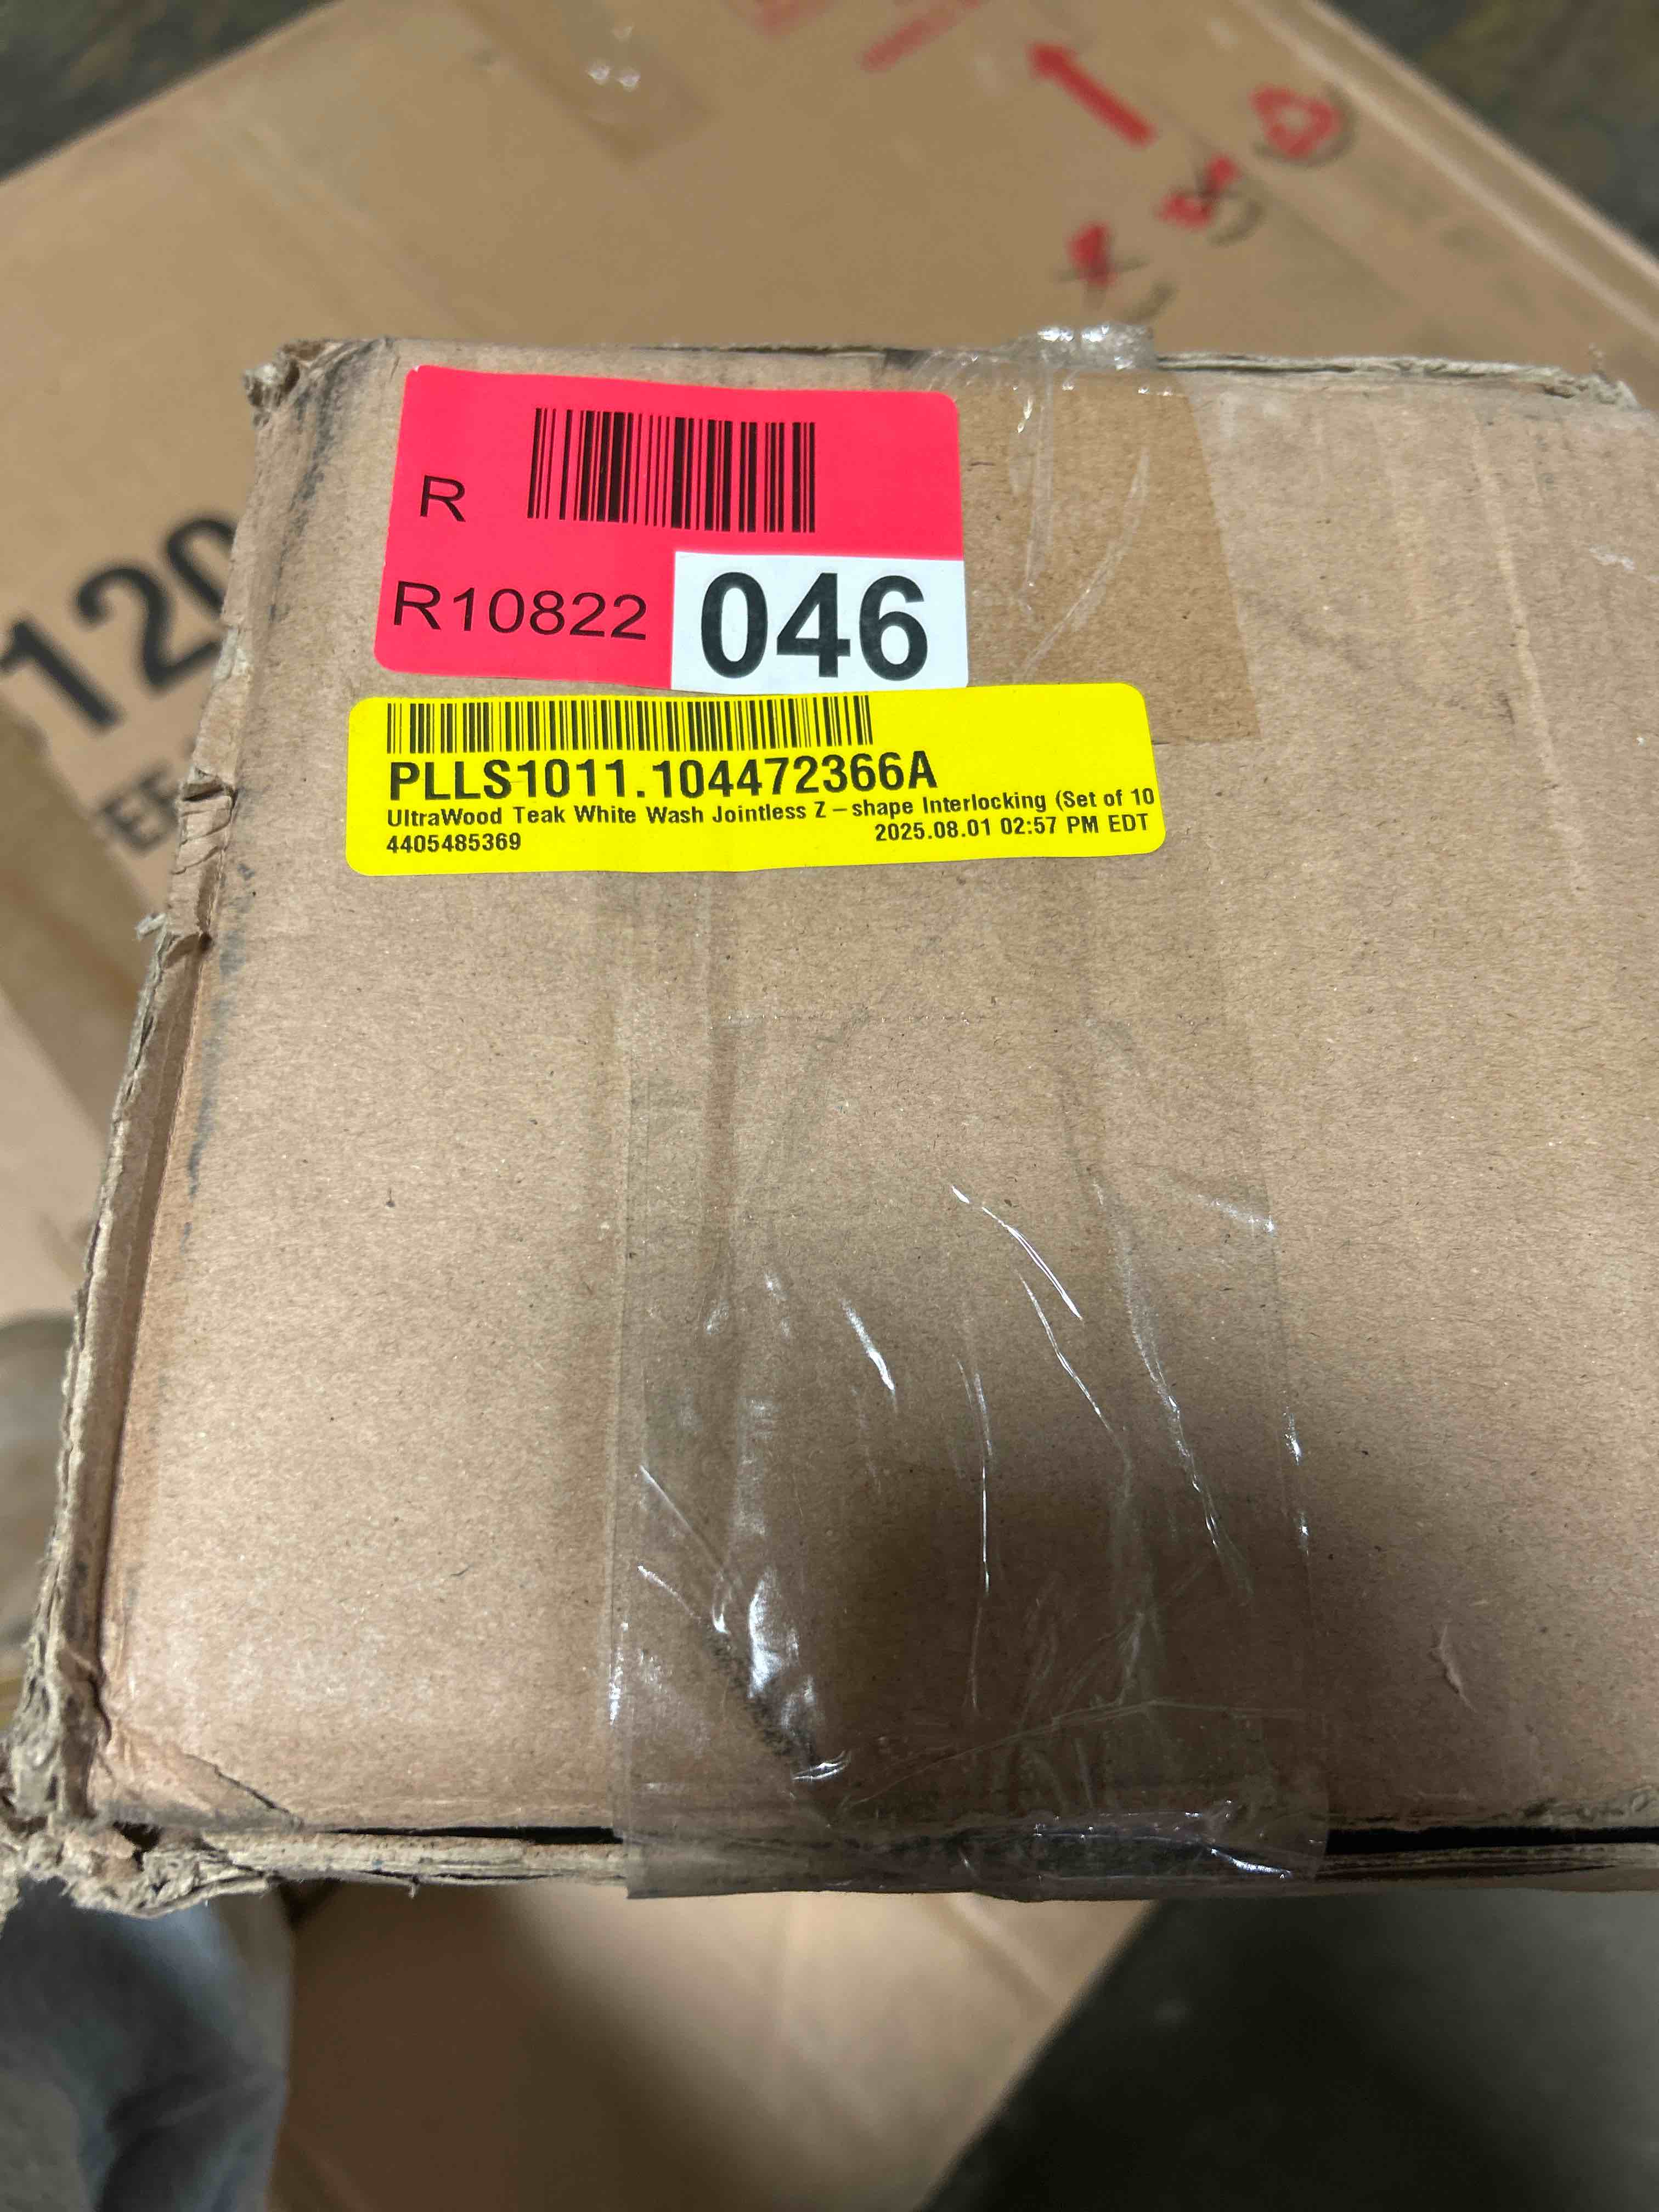 R
R10822 046
PLLS1011.104472366A
UltraWood Teak White Wash Jointless Z – shape Interlocking (Set of 10
4405485369 2025.08.01 02:57 PM EDT
120